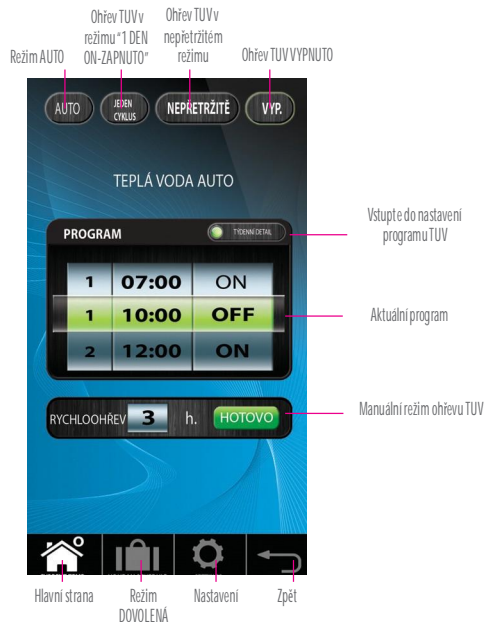 Ohřev TUV v
režimu "1 DEN
ON-ZAPNUTO"
Ohřev TUV v
nepřetržitém
režimu
Režim AUTO
Ohřev TUV VYPNUTO
AUTO
JEDEN
CYKLUS
NEPŘETRŽITĚ
VYP.
TEPLÁ VODA AUTO
PROGRAM
TÝDENNÍ DETAIL
Vstupte do nastavení
programu TUV
1 07:00 ON
1 10:00 OFF
2 12:00 ON
Aktuální program
RYCHLOOHŘEV 3 h. HOTOVO
Manuální režim ohřevu TUV
Hlavní strana
Režim
DOVOLENÁ
Nastavení
Zpět